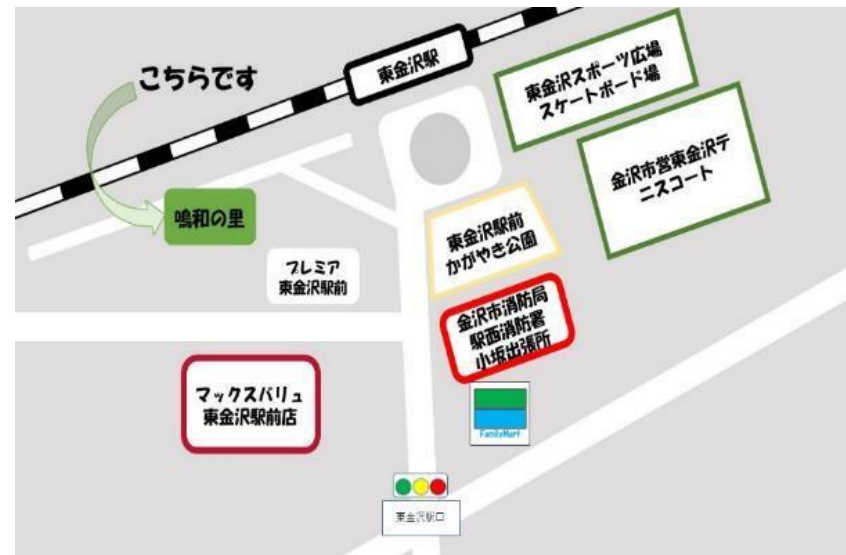 東金沢駅
こちらです
東金沢スポーツ広場
スケートボード場
金沢市営東金沢テ
ニスコート
鳴和の里
東金沢駅前
かがやき公園
プレミア
東金沢駅前
金沢市消防局
駅西消防署
小坂出張所
マックスバリュ
東金沢駅前店
FamilyMart
東金沢駅口